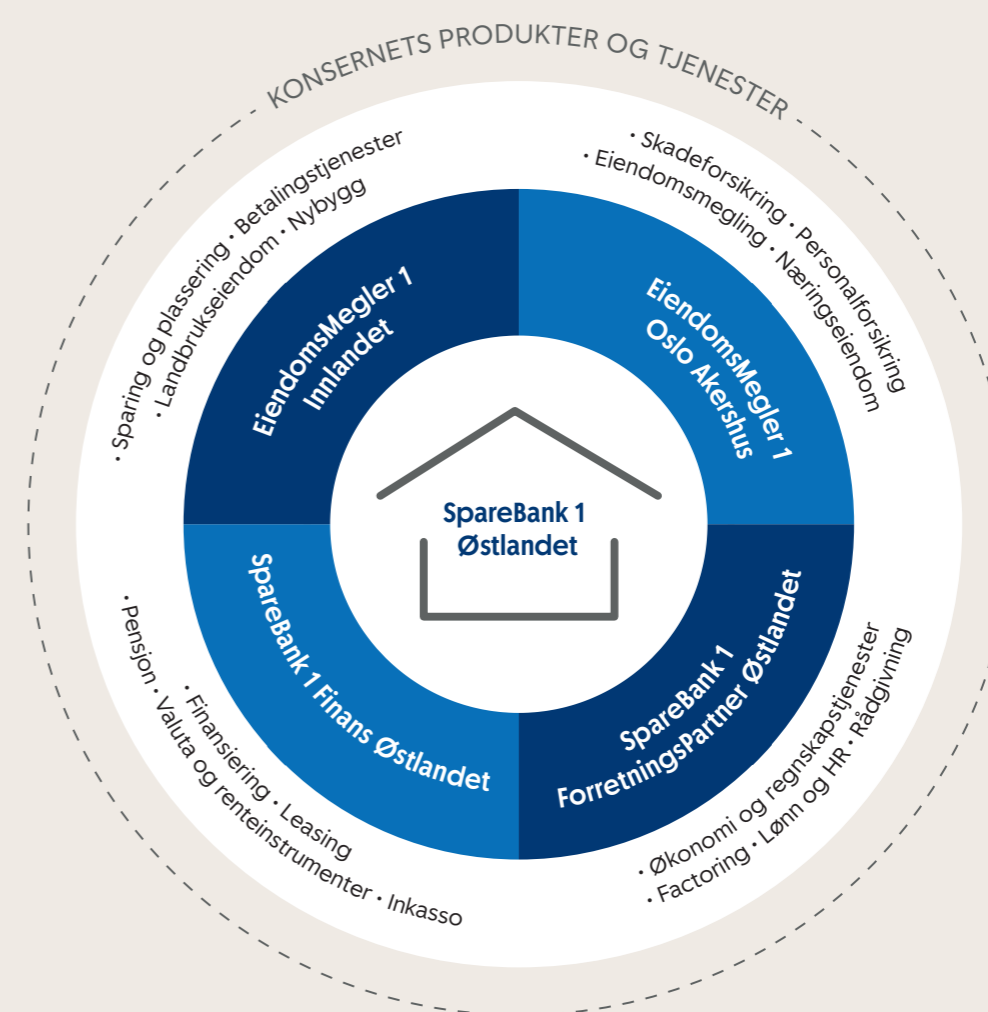 KONSERNETS PRODUKTER OG TJENESTER
• Sparing og plassering • Betalingstjenester
• Landbrukseiendom • Nybygg
• Skadeforsikring • Personalforsikring
• Eiendomsmegling • Næringseiendom
EiendomsMegler 1
Innlandet
EiendomsMegler 1
Oslo Akershus
SpareBank 1
Østlandet
SpareBank 1 Finans Østlandet
SpareBank 1
ForretningsPartner Østlandet
• Finansiering • Leasing
• Pensjon • Valuta og renteinstrumenter • Inkasso
• Økonomi og regnskapstjenester
• Factoring • Lønn og HR • Rådgivning